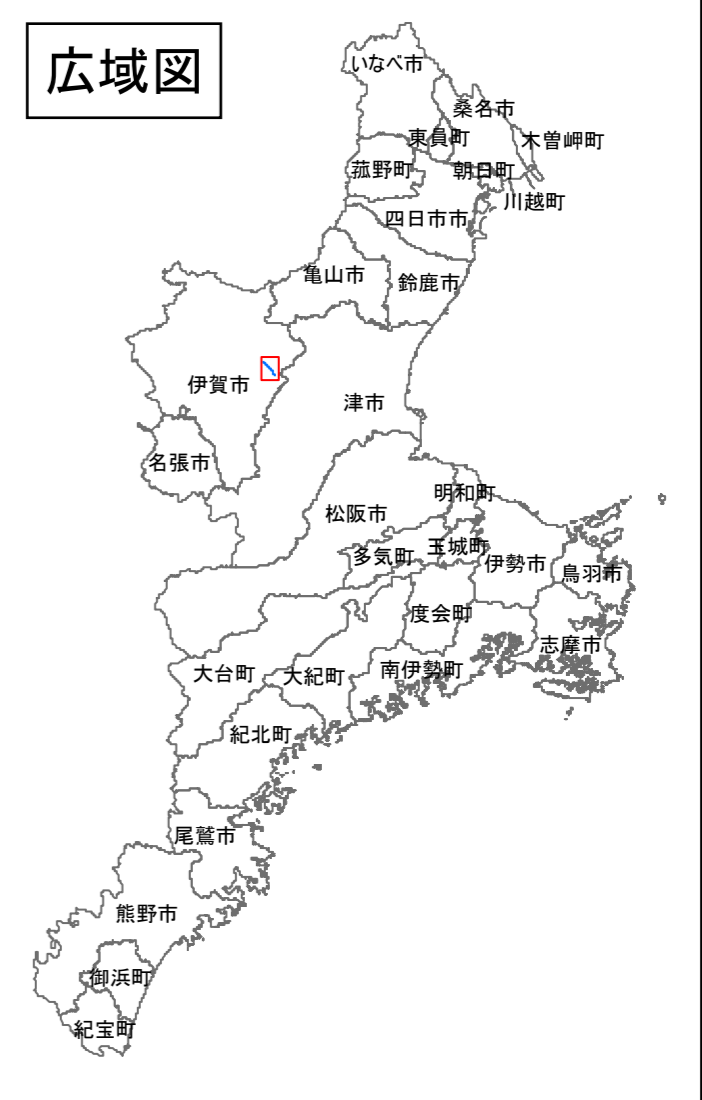 広域図
いなべ市
桑名市
東員町
木曽岬町
菰野町
朝日町
川越町
四日市市
亀山市
鈴鹿市
伊賀市
津市
名張市
明和町
松阪市
玉城町
多気町
伊勢市
鳥羽市
度会町
志摩市
南伊勢町
大台町
大紀町
紀北町
尾鷲市
熊野市
御浜町
紀宝町